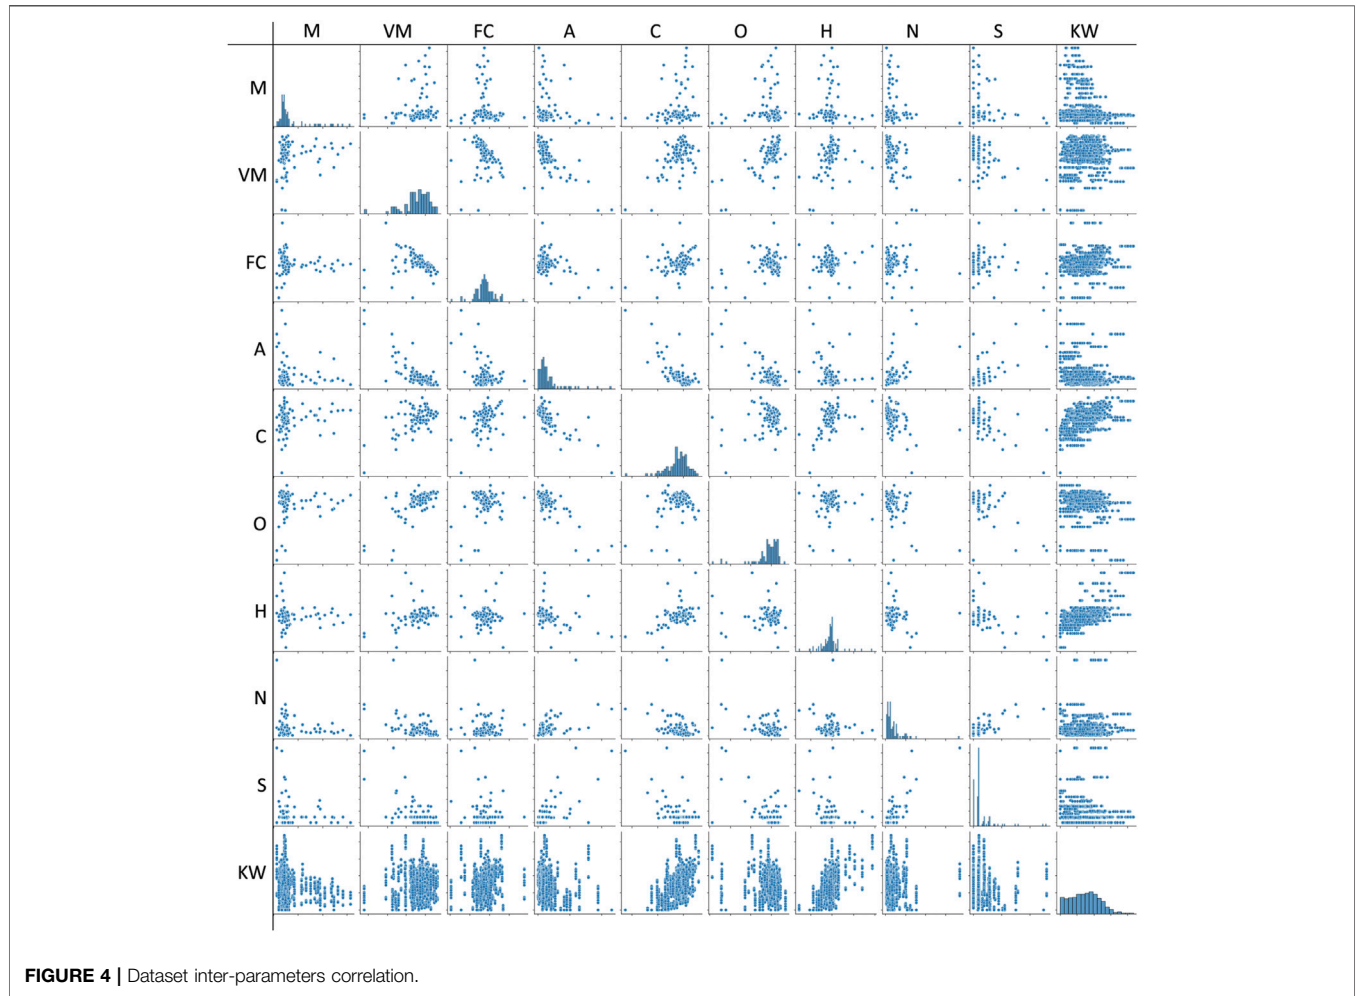 M VM FC A C O H N S KW
M
VM
FC
A
C
O
H
N
S
KW
FIGURE 4 | Dataset inter-parameters correlation.